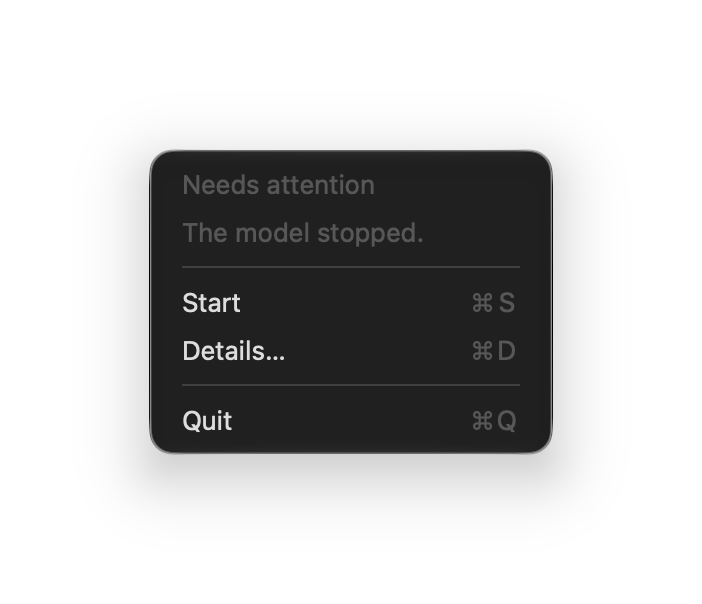 Needs attention
The model stopped.
Start ⌘S
Details... ⌘D
Quit ⌘Q